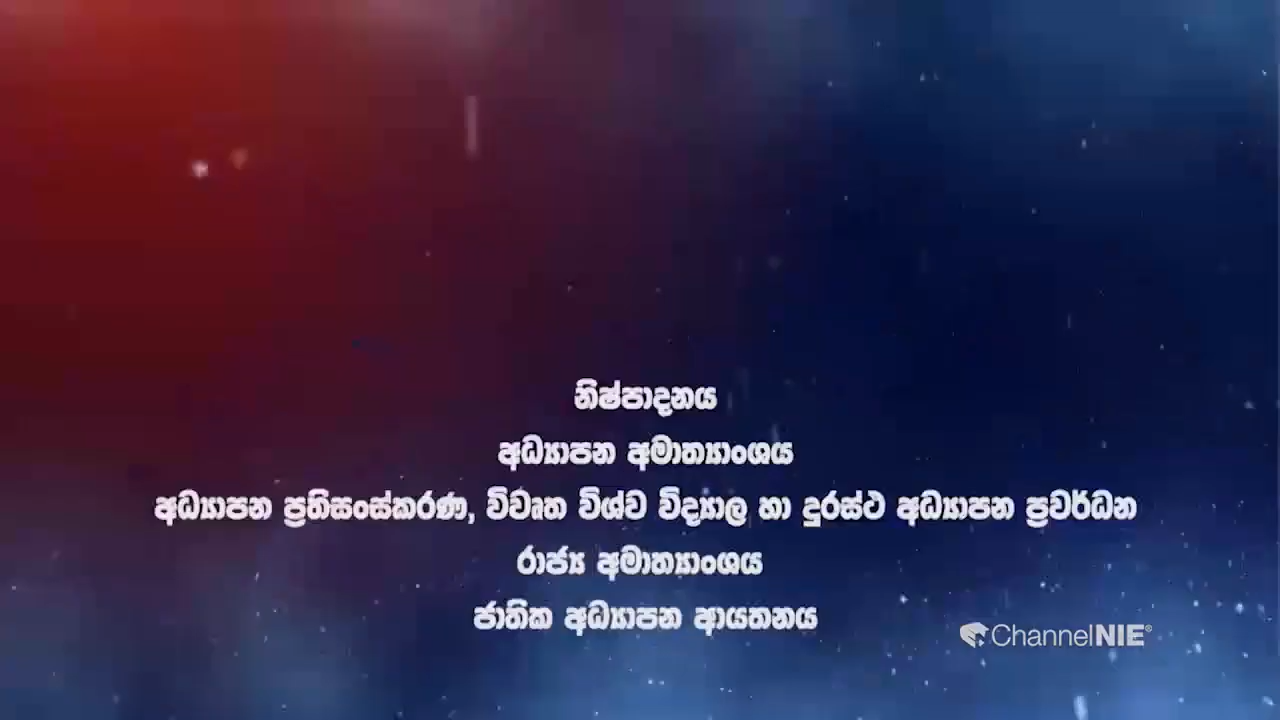 නිෂ්පාදනය
අධ්‍යාපන අමාත්‍යාංශය
අධ්‍යාපන ප්‍රතිසංස්කරණ, විවෘත විශ්ව විද්‍යාල හා දුරස්ථ අධ්‍යාපන ප්‍රවර්ධන
රාජ්‍ය අමාත්‍යාංශය
ජාතික අධ්‍යාපන ආයතනය
ChannelNIE®